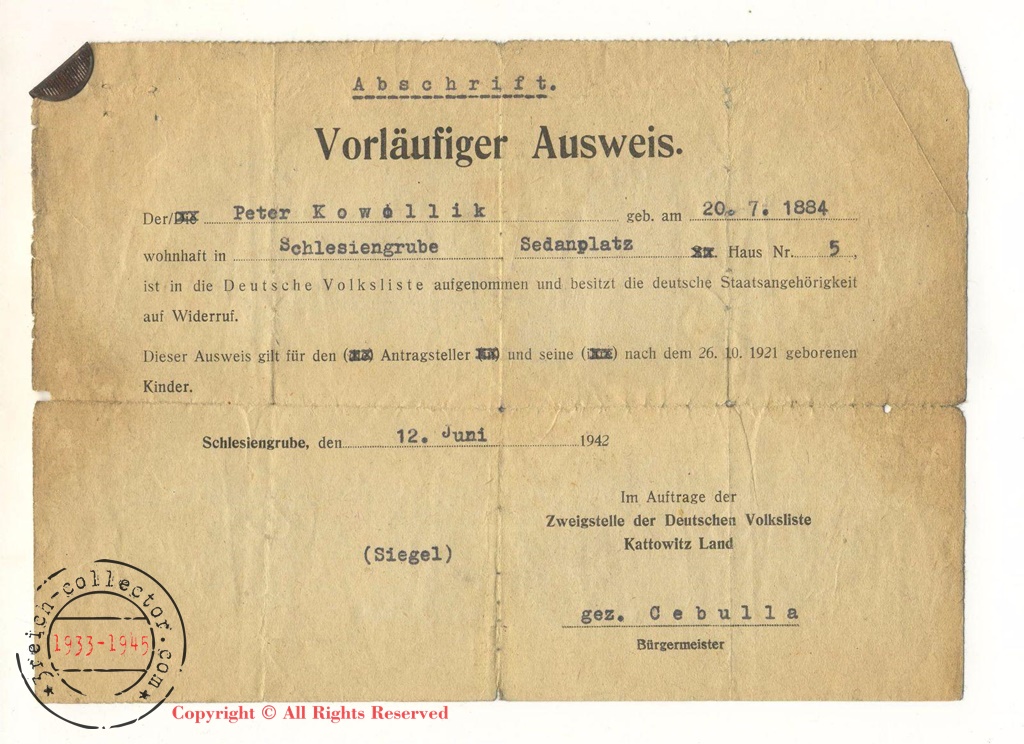 Abschrift.
Vorläufiger Ausweis.
Der/Die Peter Kowollik geb. am 20. 7. 1884
wohnhaft in Schlesiengrube Sedanplatz Haus Nr. 5,
ist in die Deutsche Volksliste aufgenommen und besitzt die deutsche Staatsangehörigkeit
auf Widerruf.
Dieser Ausweis gilt für den Antragsteller und seine nach dem 26. 10. 1921 geborenen
Kinder.
Schlesiengrube, den 12. Juni 1942
Im Auftrage der
Zweigstelle der Deutschen Volksliste
Kattowitz Land
(Siegel)
gez. Cebulla
Bürgermeister
3reich-collector.com
1933-1945
Copyright © All Rights Reserved